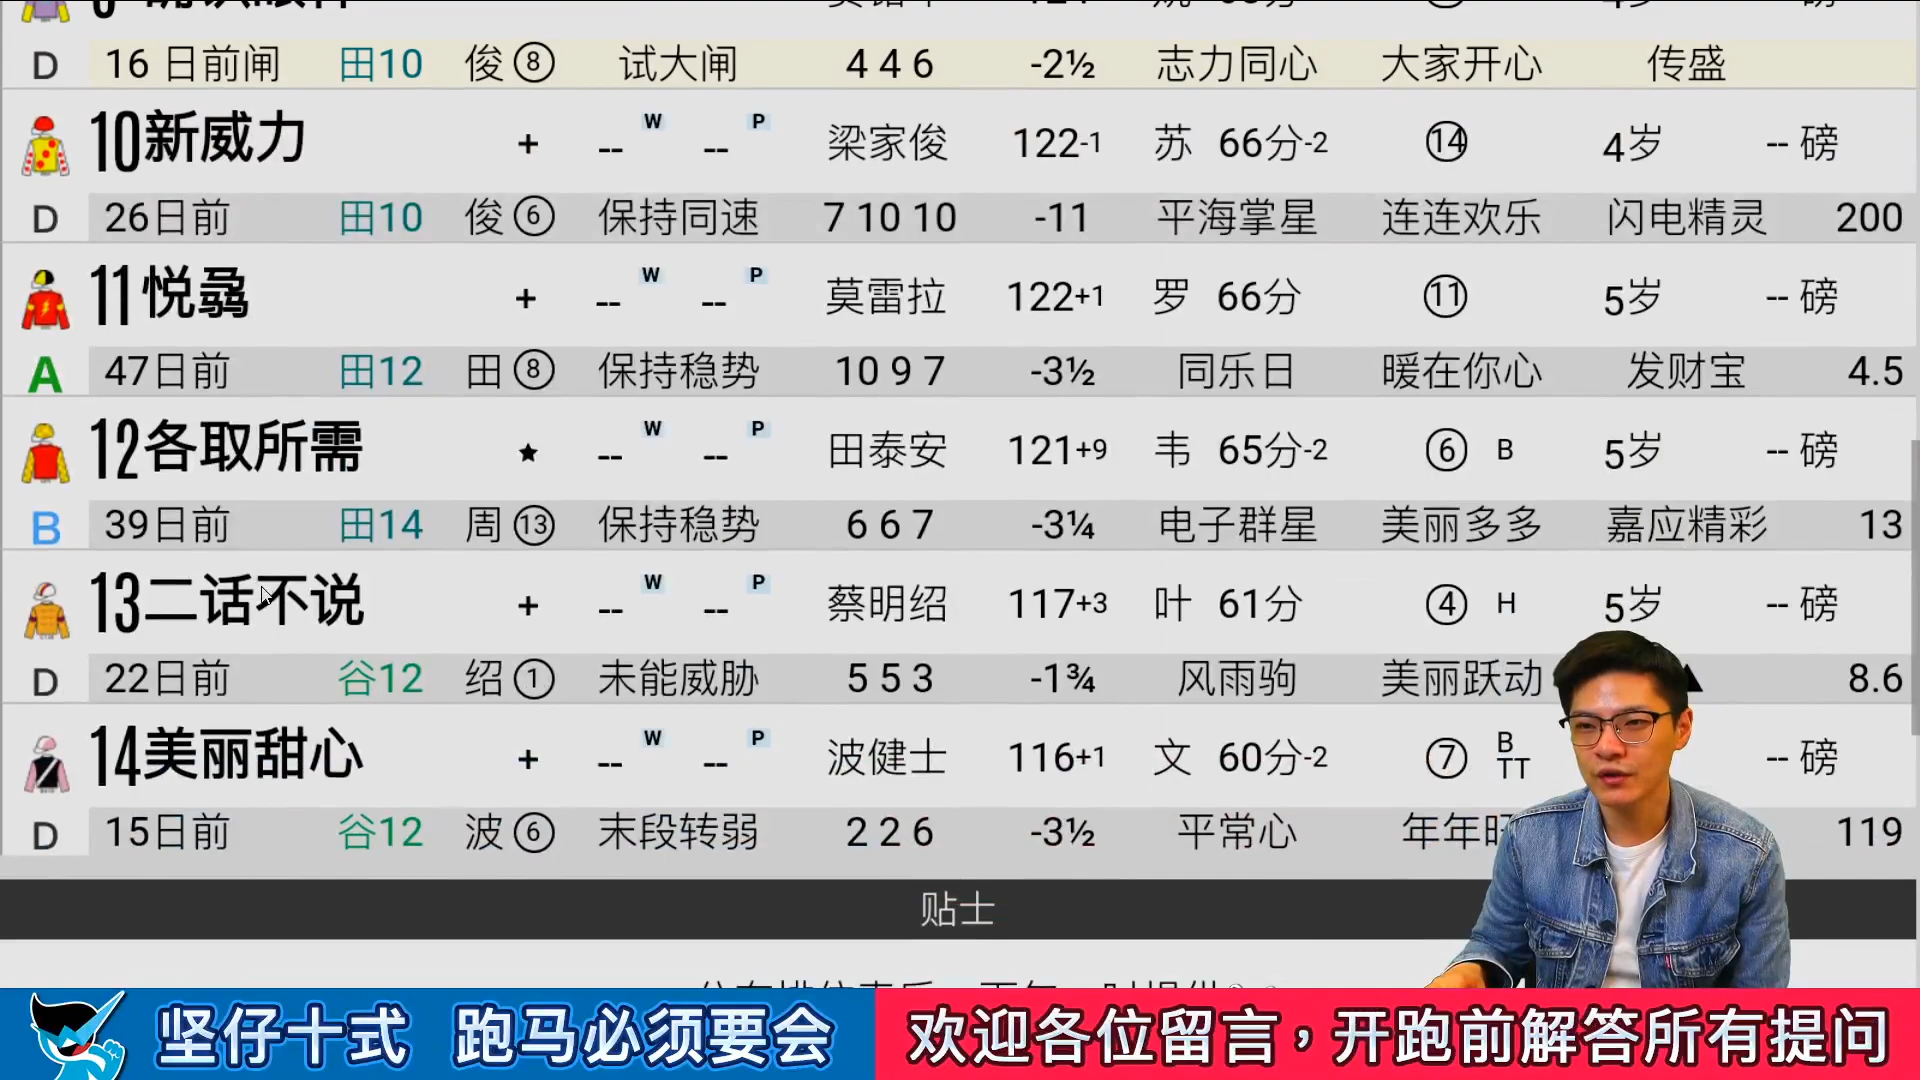 D 16 日前闸 田10 俊⑧ 试大闸 4 4 6 -2½ 志力同心 大家开心 传盛
10新威力 + -- W -- P 梁家俊 122-1 苏 66分-2 ⑭ 4岁 -- 磅
D 26日前 田10 俊⑥ 保持同速 7 10 10 -11 平海掌星 连连欢乐 闪电精灵 200
11悦骉 + -- W -- P 莫雷拉 122+1 罗 66分 ⑪ 5岁 -- 磅
A 47日前 田12 田⑧ 保持稳势 10 9 7 -3½ 同乐日 暖在你心 发财宝 4.5
12各取所需 ★ -- W -- P 田泰安 121+9 韦 65分-2 ⑥ B 5岁 -- 磅
B 39日前 田14 周⑬ 保持稳势 6 6 7 -3¼ 电子群星 美丽多多 嘉应精彩 13
13二话不说 + -- W -- P 蔡明绍 117+3 叶 61分 ④ H 5岁 -- 磅
D 22日前 谷12 绍① 未能威胁 5 5 3 -1¾ 风雨驹 美丽跃动 8.6
14美丽甜心 + -- W -- P 波健士 116+1 文 60分-2 ⑦ B TT -- 磅
D 15日前 谷12 波⑥ 末段转弱 2 2 6 -3½ 平常心 年年 119
贴士
坚仔十式 跑马必须要会 欢迎各位留言，开跑前解答所有提问